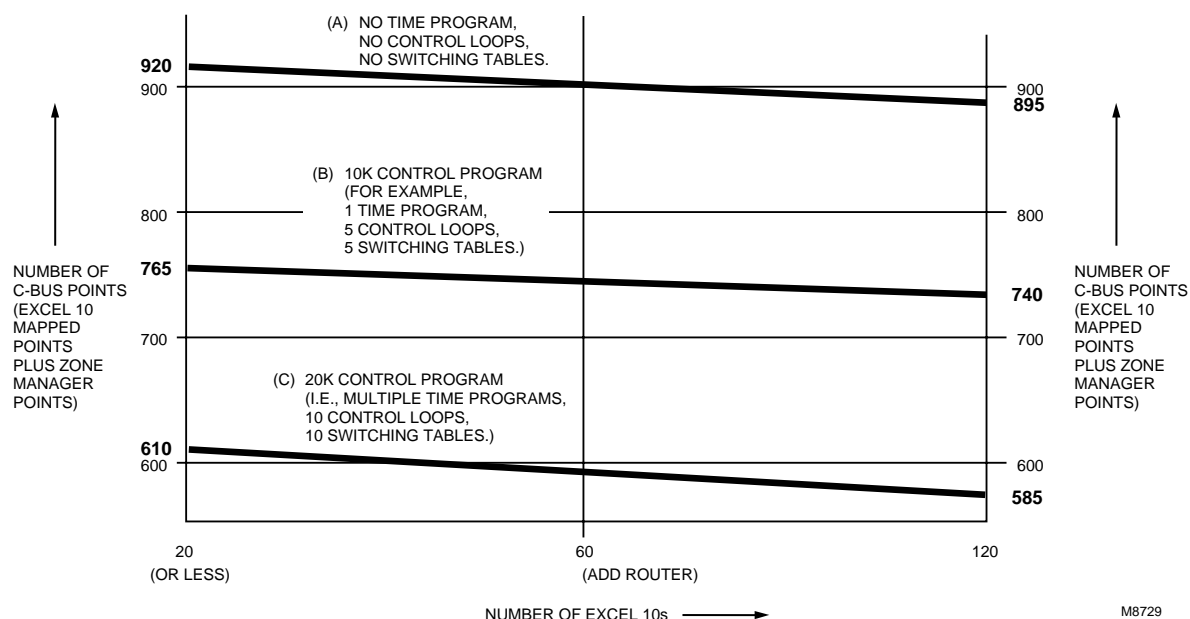 (A) NO TIME PROGRAM,
NO CONTROL LOOPS,
NO SWITCHING TABLES.
920
900
900
895
(B) 10K CONTROL PROGRAM
(FOR EXAMPLE,
1 TIME PROGRAM,
5 CONTROL LOOPS,
5 SWITCHING TABLES.)
800
800
NUMBER OF
C-BUS POINTS
(EXCEL 10
MAPPED
POINTS
PLUS ZONE
MANAGER
POINTS)
765
740
NUMBER OF
C-BUS POINTS
(EXCEL 10
MAPPED
POINTS
PLUS ZONE
MANAGER
POINTS)
700
700
(C) 20K CONTROL PROGRAM
(I.E., MULTIPLE TIME PROGRAMS,
10 CONTROL LOOPS,
10 SWITCHING TABLES.)
610
600
600
585
20
(OR LESS)
60
(ADD ROUTER)
120
NUMBER OF EXCEL 10s
M8729